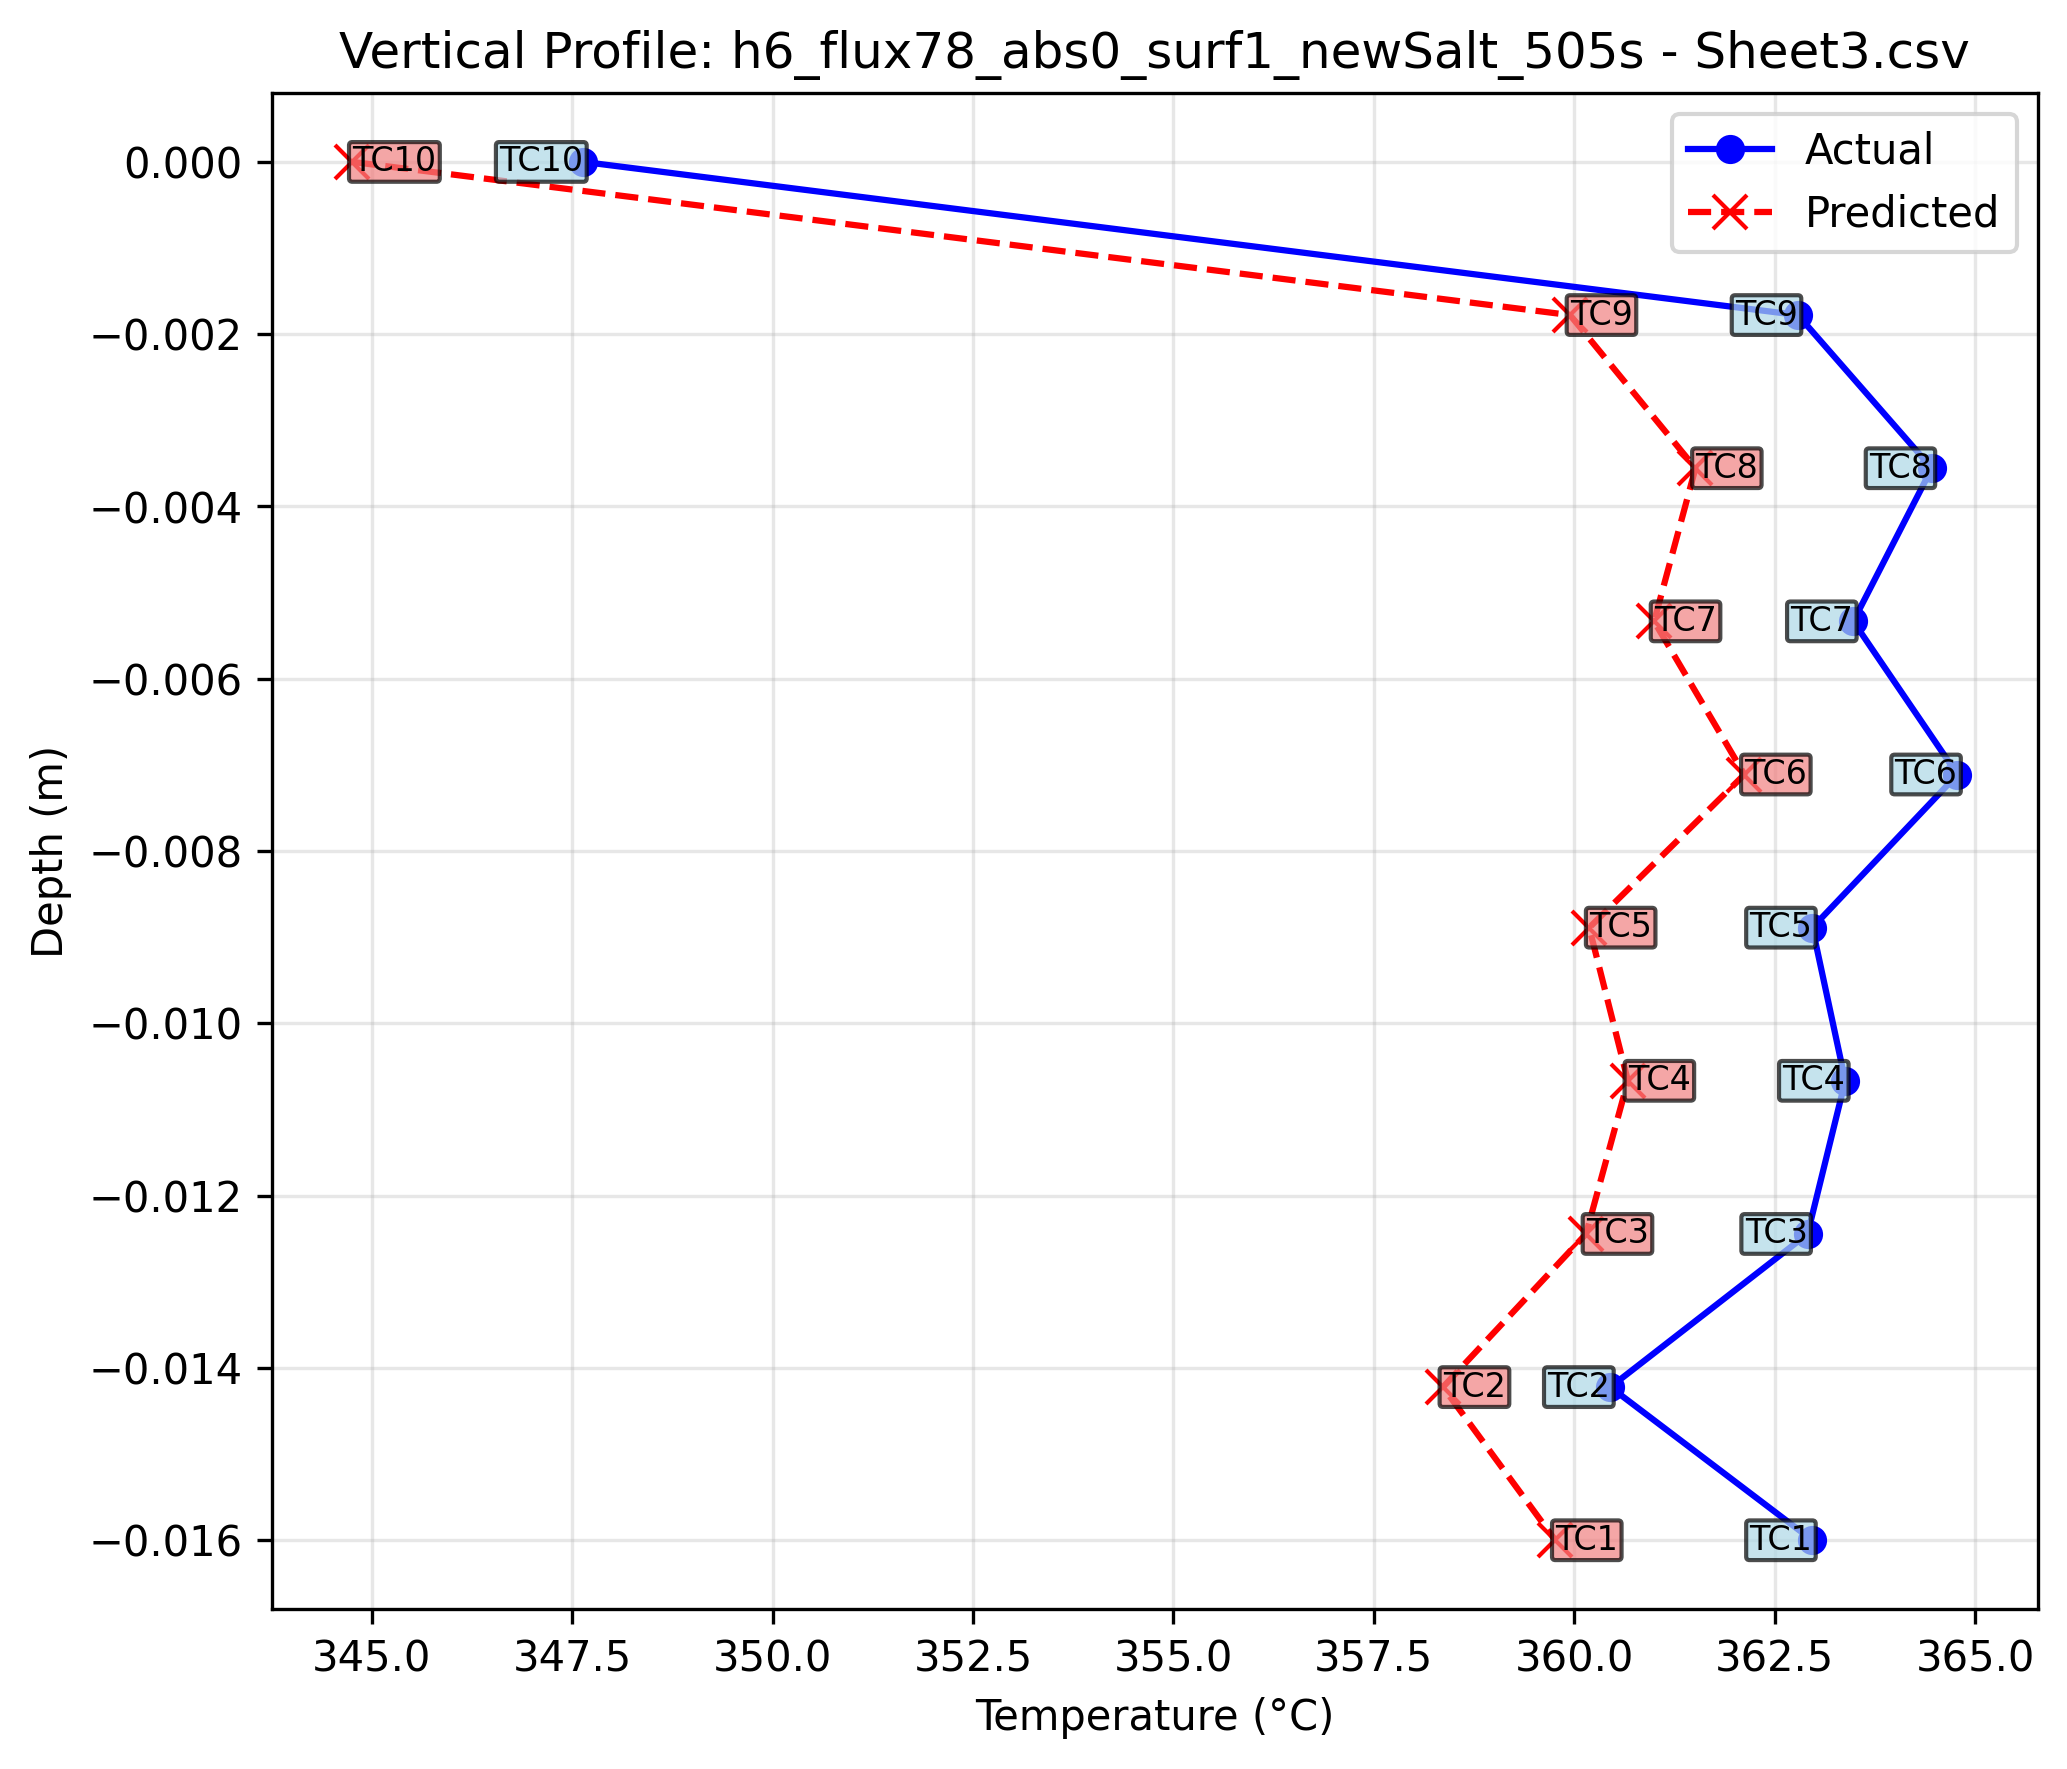 Vertical Profile: h6_flux78_abs0_surf1_newSalt_505s - Sheet3.csv
Actual
Predicted
0.000
−0.002
−0.004
−0.006
−0.008
−0.010
−0.012
−0.014
−0.016
Depth (m)
TC10 TC10
TC9 TC9
TC8 TC8
TC7 TC7
TC6 TC6
TC5 TC5
TC4 TC4
TC3 TC3
TC2 TC2
TC1 TC1
345.0 347.5 350.0 352.5 355.0 357.5 360.0 362.5 365.0
Temperature (°C)